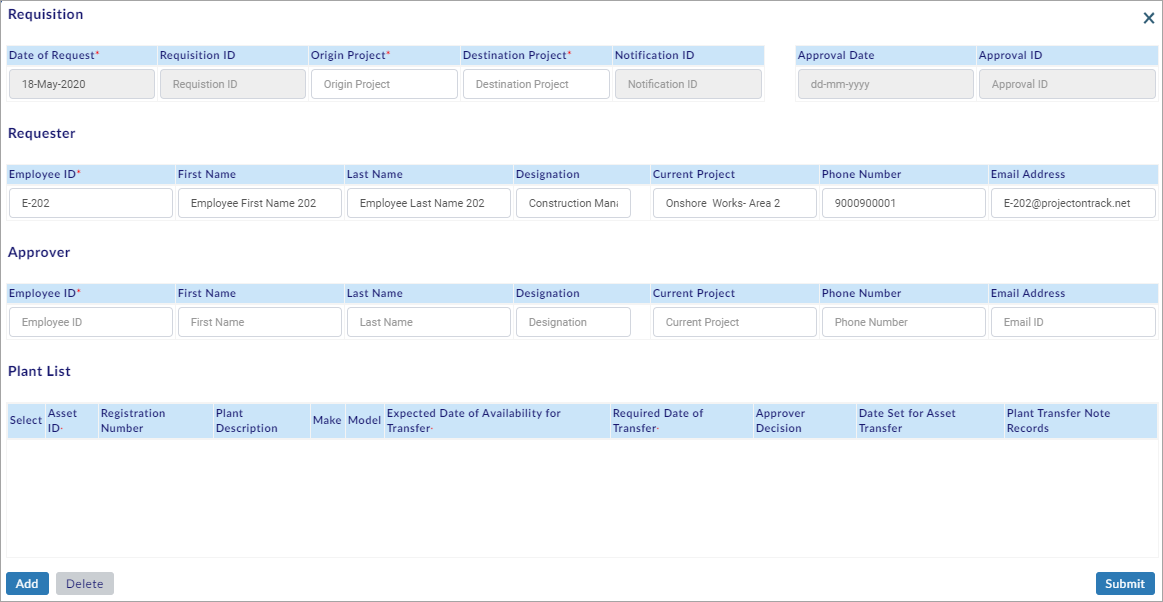 Requisition
Date of Request* Requisition ID Origin Project* Destination Project* Notification ID Approval Date Approval ID
18-May-2020 Requistion ID Origin Project Destination Project Notification ID dd-mm-yyyy Approval ID
Requester
Employee ID* First Name Last Name Designation Current Project Phone Number Email Address
E-202 Employee First Name 202 Employee Last Name 202 Construction Mana Onshore Works- Area 2 9000900001 E-202@projectontrack.net
Approver
Employee ID* First Name Last Name Designation Current Project Phone Number Email Address
Employee ID First Name Last Name Designation Current Project Phone Number Email ID
Plant List
Select Asset ID* Registration Number Plant Description Make Model Expected Date of Availability for Transfer* Required Date of Transfer* Approver Decision Date Set for Asset Transfer Plant Transfer Note Records
Add Delete Submit